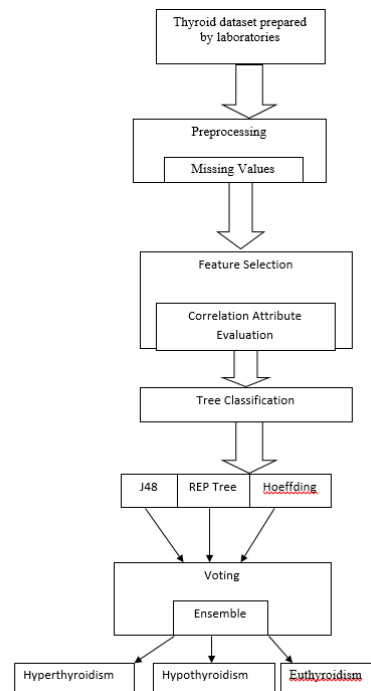 Thyroid dataset prepared
by laboratories
Preprocessing
Missing Values
Feature Selection
Correlation Attribute
Evaluation
Tree Classification
J48 REP Tree Hoeffding
Voting
Ensemble
Hyperthyroidism Hypothyroidism Euthyroidism